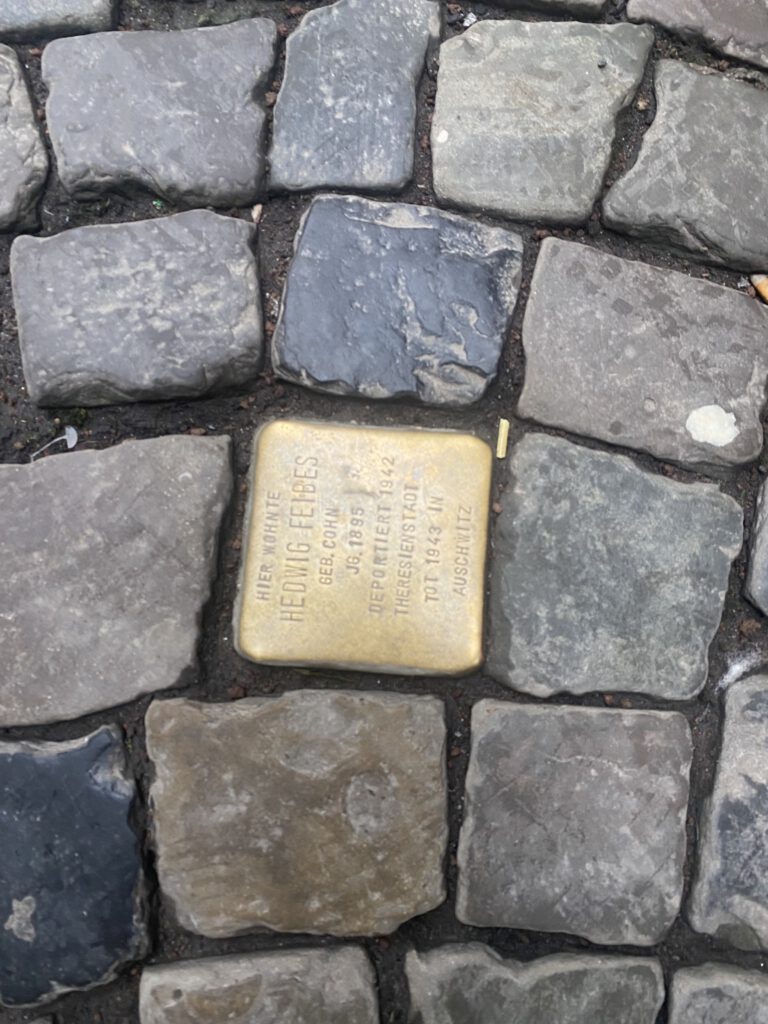 HIER WOHNTE
HEDWIG FEIBES
GEB. COHN
JG. 1895
DEPORTIERT 1942
THERESIENSTADT
TOT 1943 IN
AUSCHWITZ